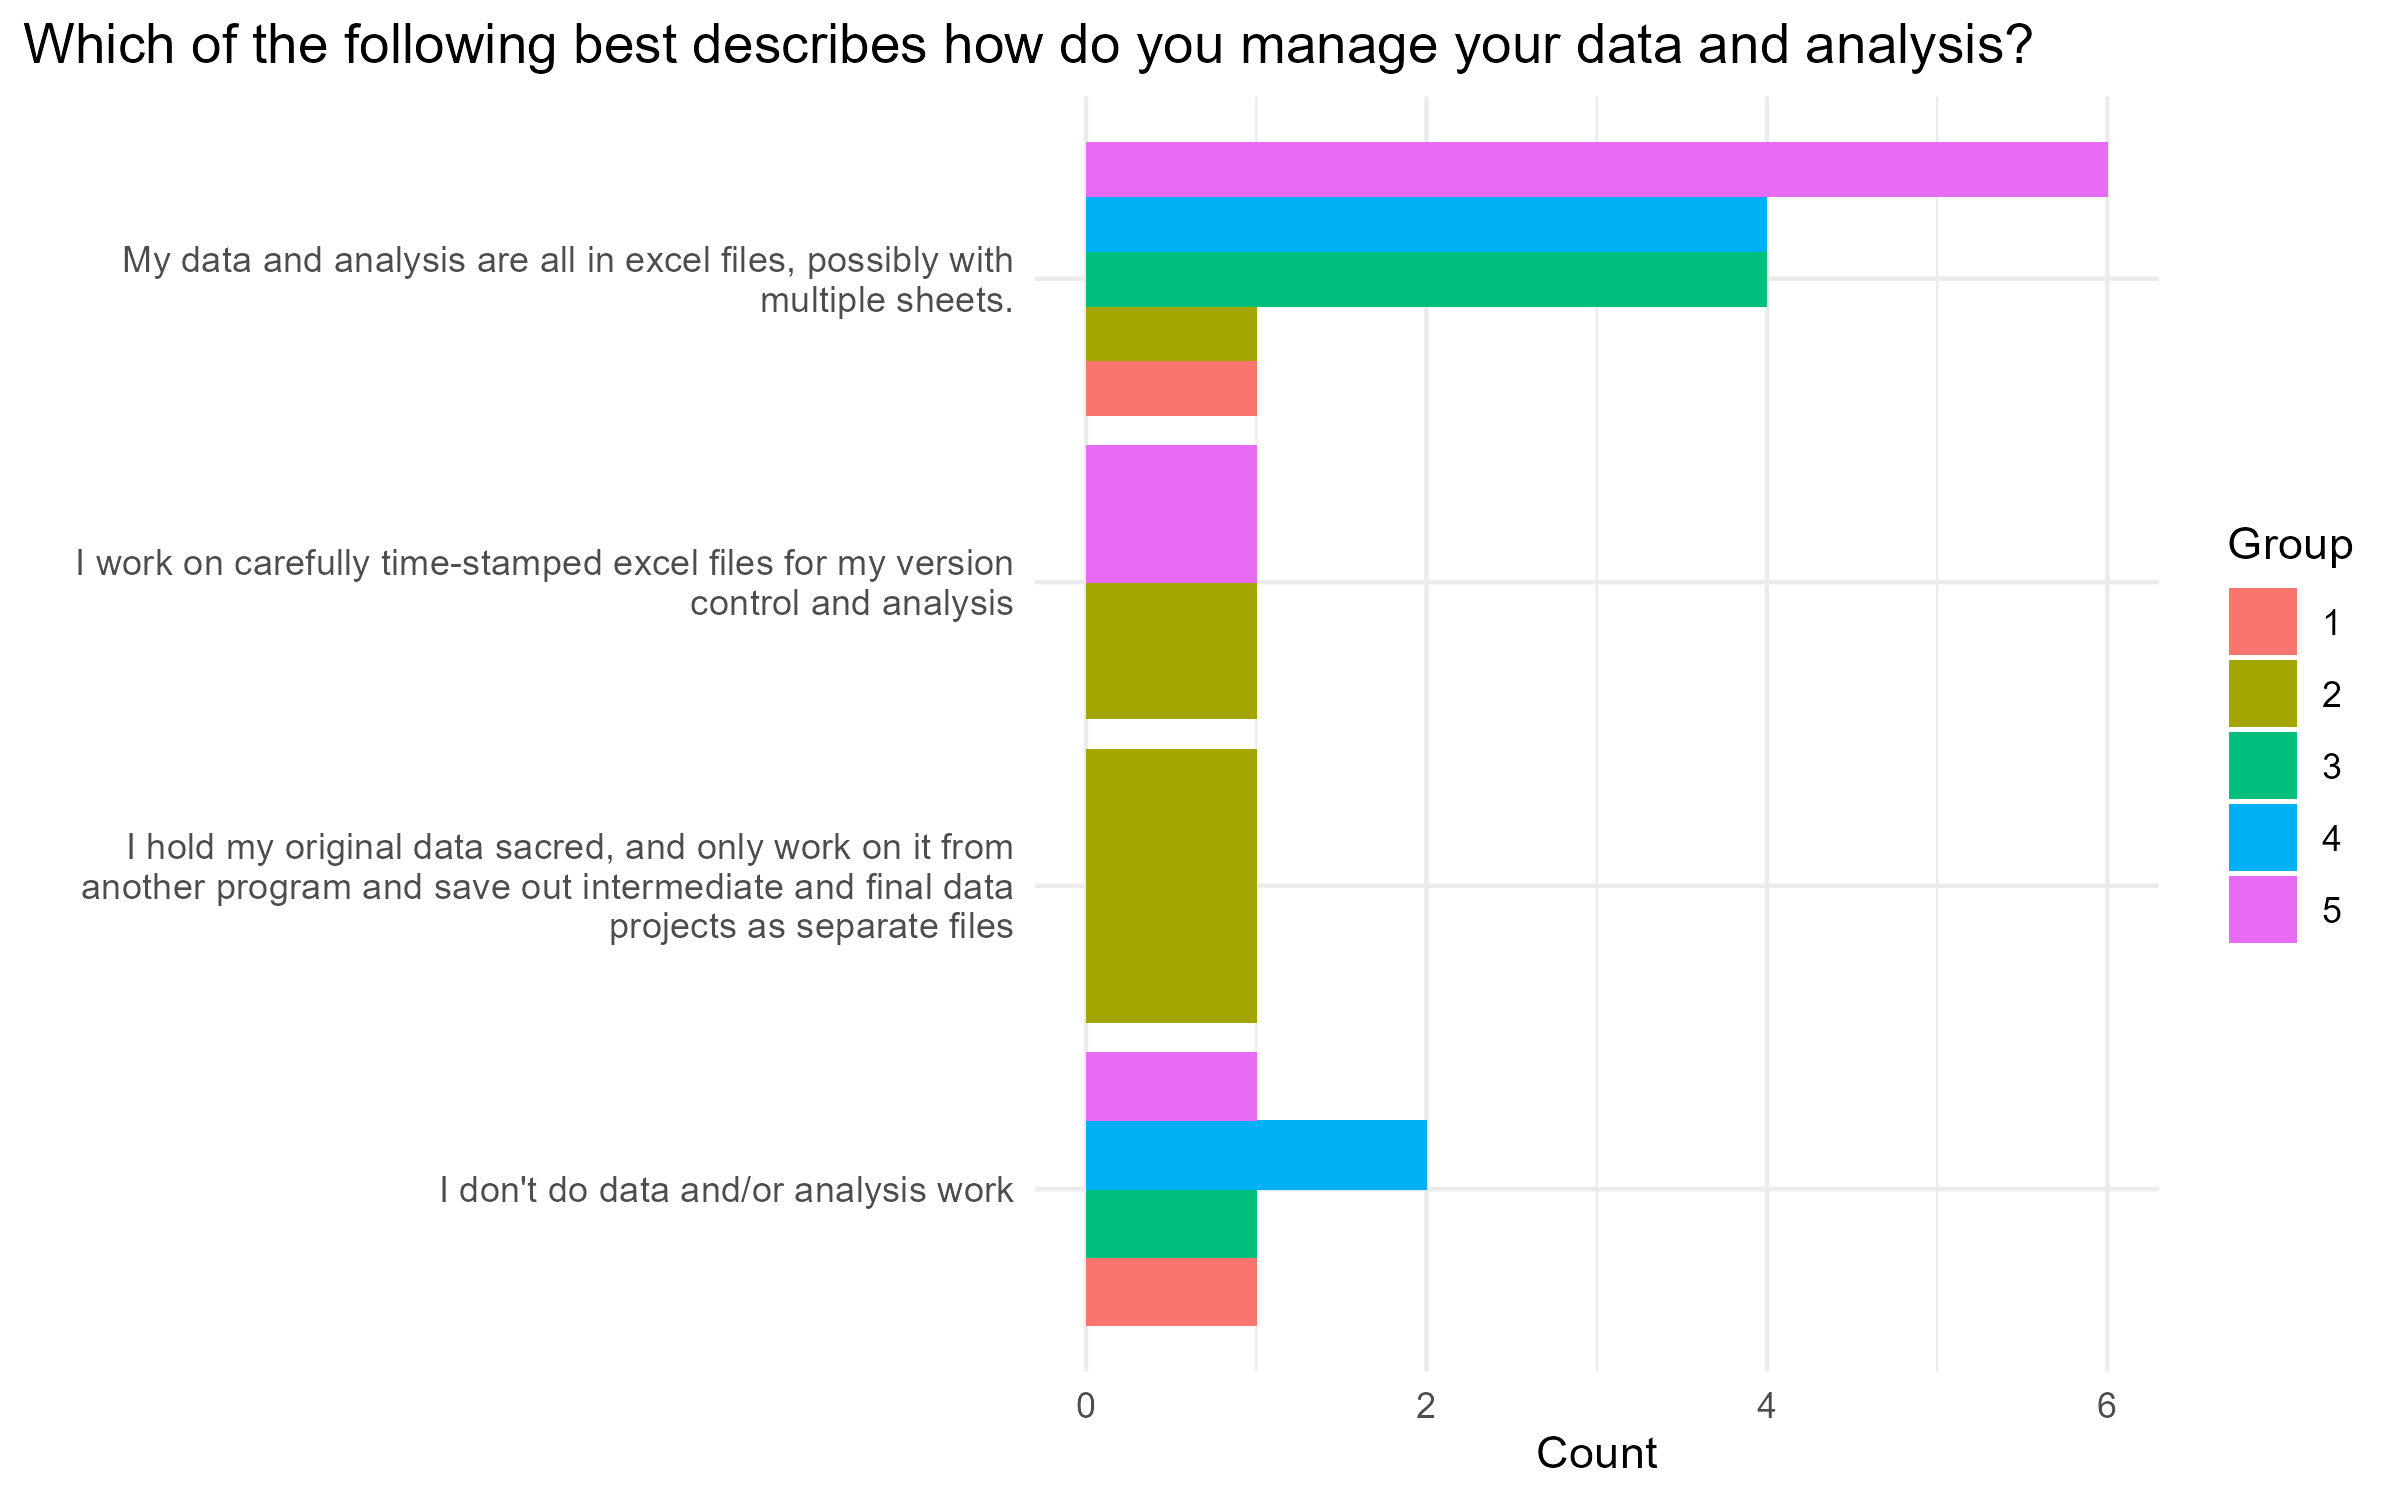 Which of the following best describes how do you manage your data and analysis?
My data and analysis are all in excel files, possibly with
multiple sheets.
I work on carefully time-stamped excel files for my version
control and analysis
I hold my original data sacred, and only work on it from
another program and save out intermediate and final data
projects as separate files
I don't do data and/or analysis work
0
2
4
6
Count
Group
1
2
3
4
5